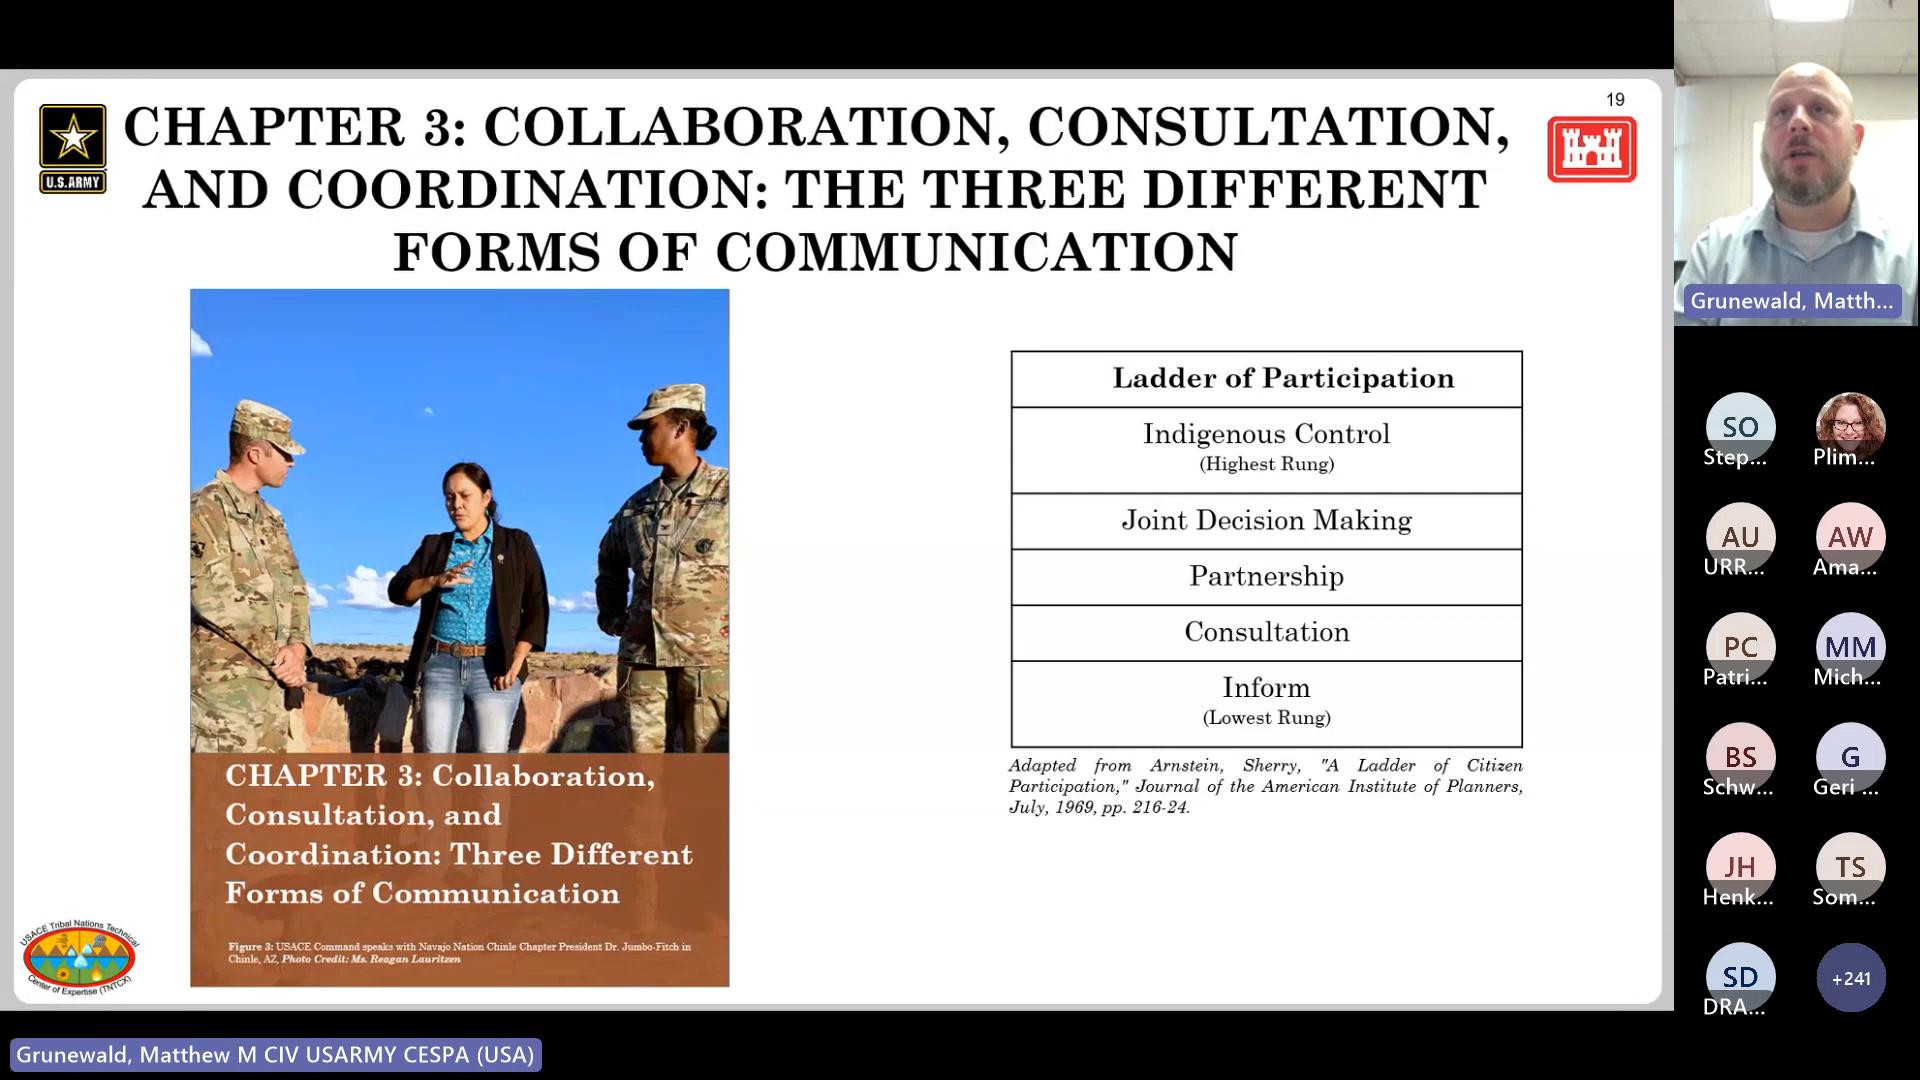 19
CHAPTER 3: COLLABORATION, CONSULTATION,
AND COORDINATION: THE THREE DIFFERENT
FORMS OF COMMUNICATION
U.S.ARMY
CHAPTER 3: Collaboration,
Consultation, and
Coordination: Three Different
Forms of Communication
Figure 3: USACE Command speaks with Navajo Nation Chinle Chapter President Dr. Jumbo-Fitch in
Chinle, AZ, Photo Credit: Ms. Reagan Lauritzen
Ladder of Participation
Indigenous Control
(Highest Rung)
Joint Decision Making
Partnership
Consultation
Inform
(Lowest Rung)
Adapted from Arnstein, Sherry, "A Ladder of Citizen
Participation," Journal of the American Institute of Planners,
July, 1969, pp. 216-24.
USACE Tribal Nations Technical
Center of Expertise (TNTCX)
Grunewald, Matthew M CIV USARMY CESPA (USA)
Grunewald, Matth...
SO
Step...
Plim...
AU
URR...
AW
Ama...
PC
Patri...
MM
Mich...
BS
Schw...
G
Geri ...
JH
Henk...
TS
Som...
SD
DRA...
+241